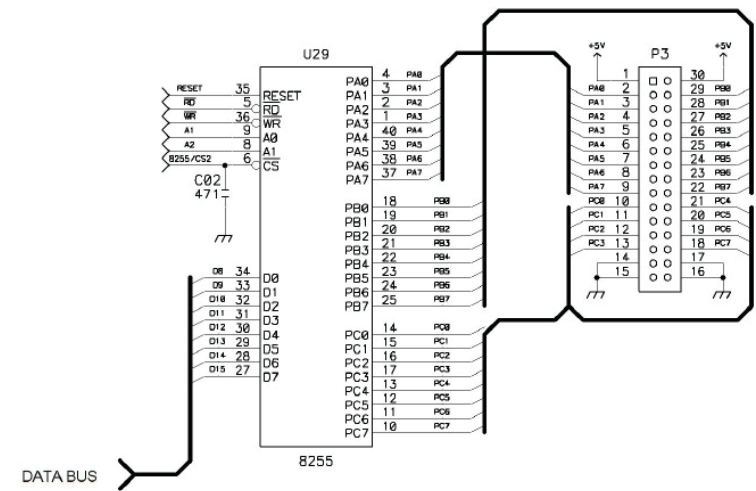 U29
P3
+5V +5V
RESET 35 RESET
RD 5 RD
WR 36 WR
A1 9 A0
A2 8 A1
8255/CS2 6 CS
C02
471
D8 34 D0
D9 33 D1
D10 32 D2
D11 31 D3
D12 30 D4
D13 29 D5
D14 28 D6
D15 27 D7
PA0 4 PA0
PA1 3 PA1
PA2 2 PA2
PA3 1 PA3
PA4 40 PA4
PA5 39 PA5
PA6 38 PA6
PA7 37 PA7
PB0 18 PB0
PB1 19 PB1
PB2 20 PB2
PB3 21 PB3
PB4 22 PB4
PB5 23 PB5
PB6 24 PB6
PB7 25 PB7
PC0 14 PC0
PC1 15 PC1
PC2 16 PC2
PC3 17 PC3
PC4 13 PC4
PC5 12 PC5
PC6 11 PC6
PC7 10 PC7
1 30
PA0 2 29 PB0
PA1 3 28 PB1
PA2 4 27 PB2
PA3 5 26 PB3
PA4 6 25 PB4
PA5 7 24 PB5
PA6 8 23 PB6
PA7 9 22 PB7
PC0 10 21 PC4
PC1 11 20 PC5
PC2 12 19 PC6
PC3 13 18 PC7
14 17
15 16
8255
DATA BUS